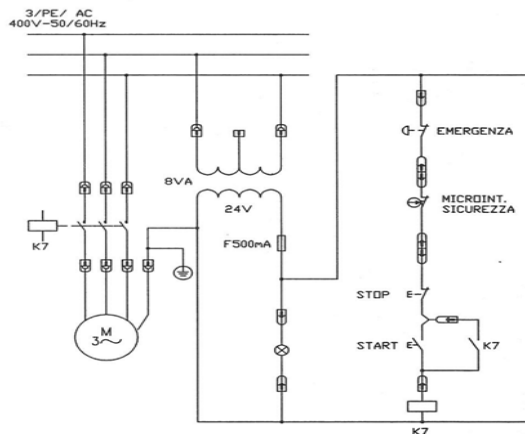 3/PE/ AC
400V-50/60Hz
8VA
24V
F500mA
K7
M
3~
EMERGENZA
MICROINT.
SICUREZZA
STOP
START
K7
K7